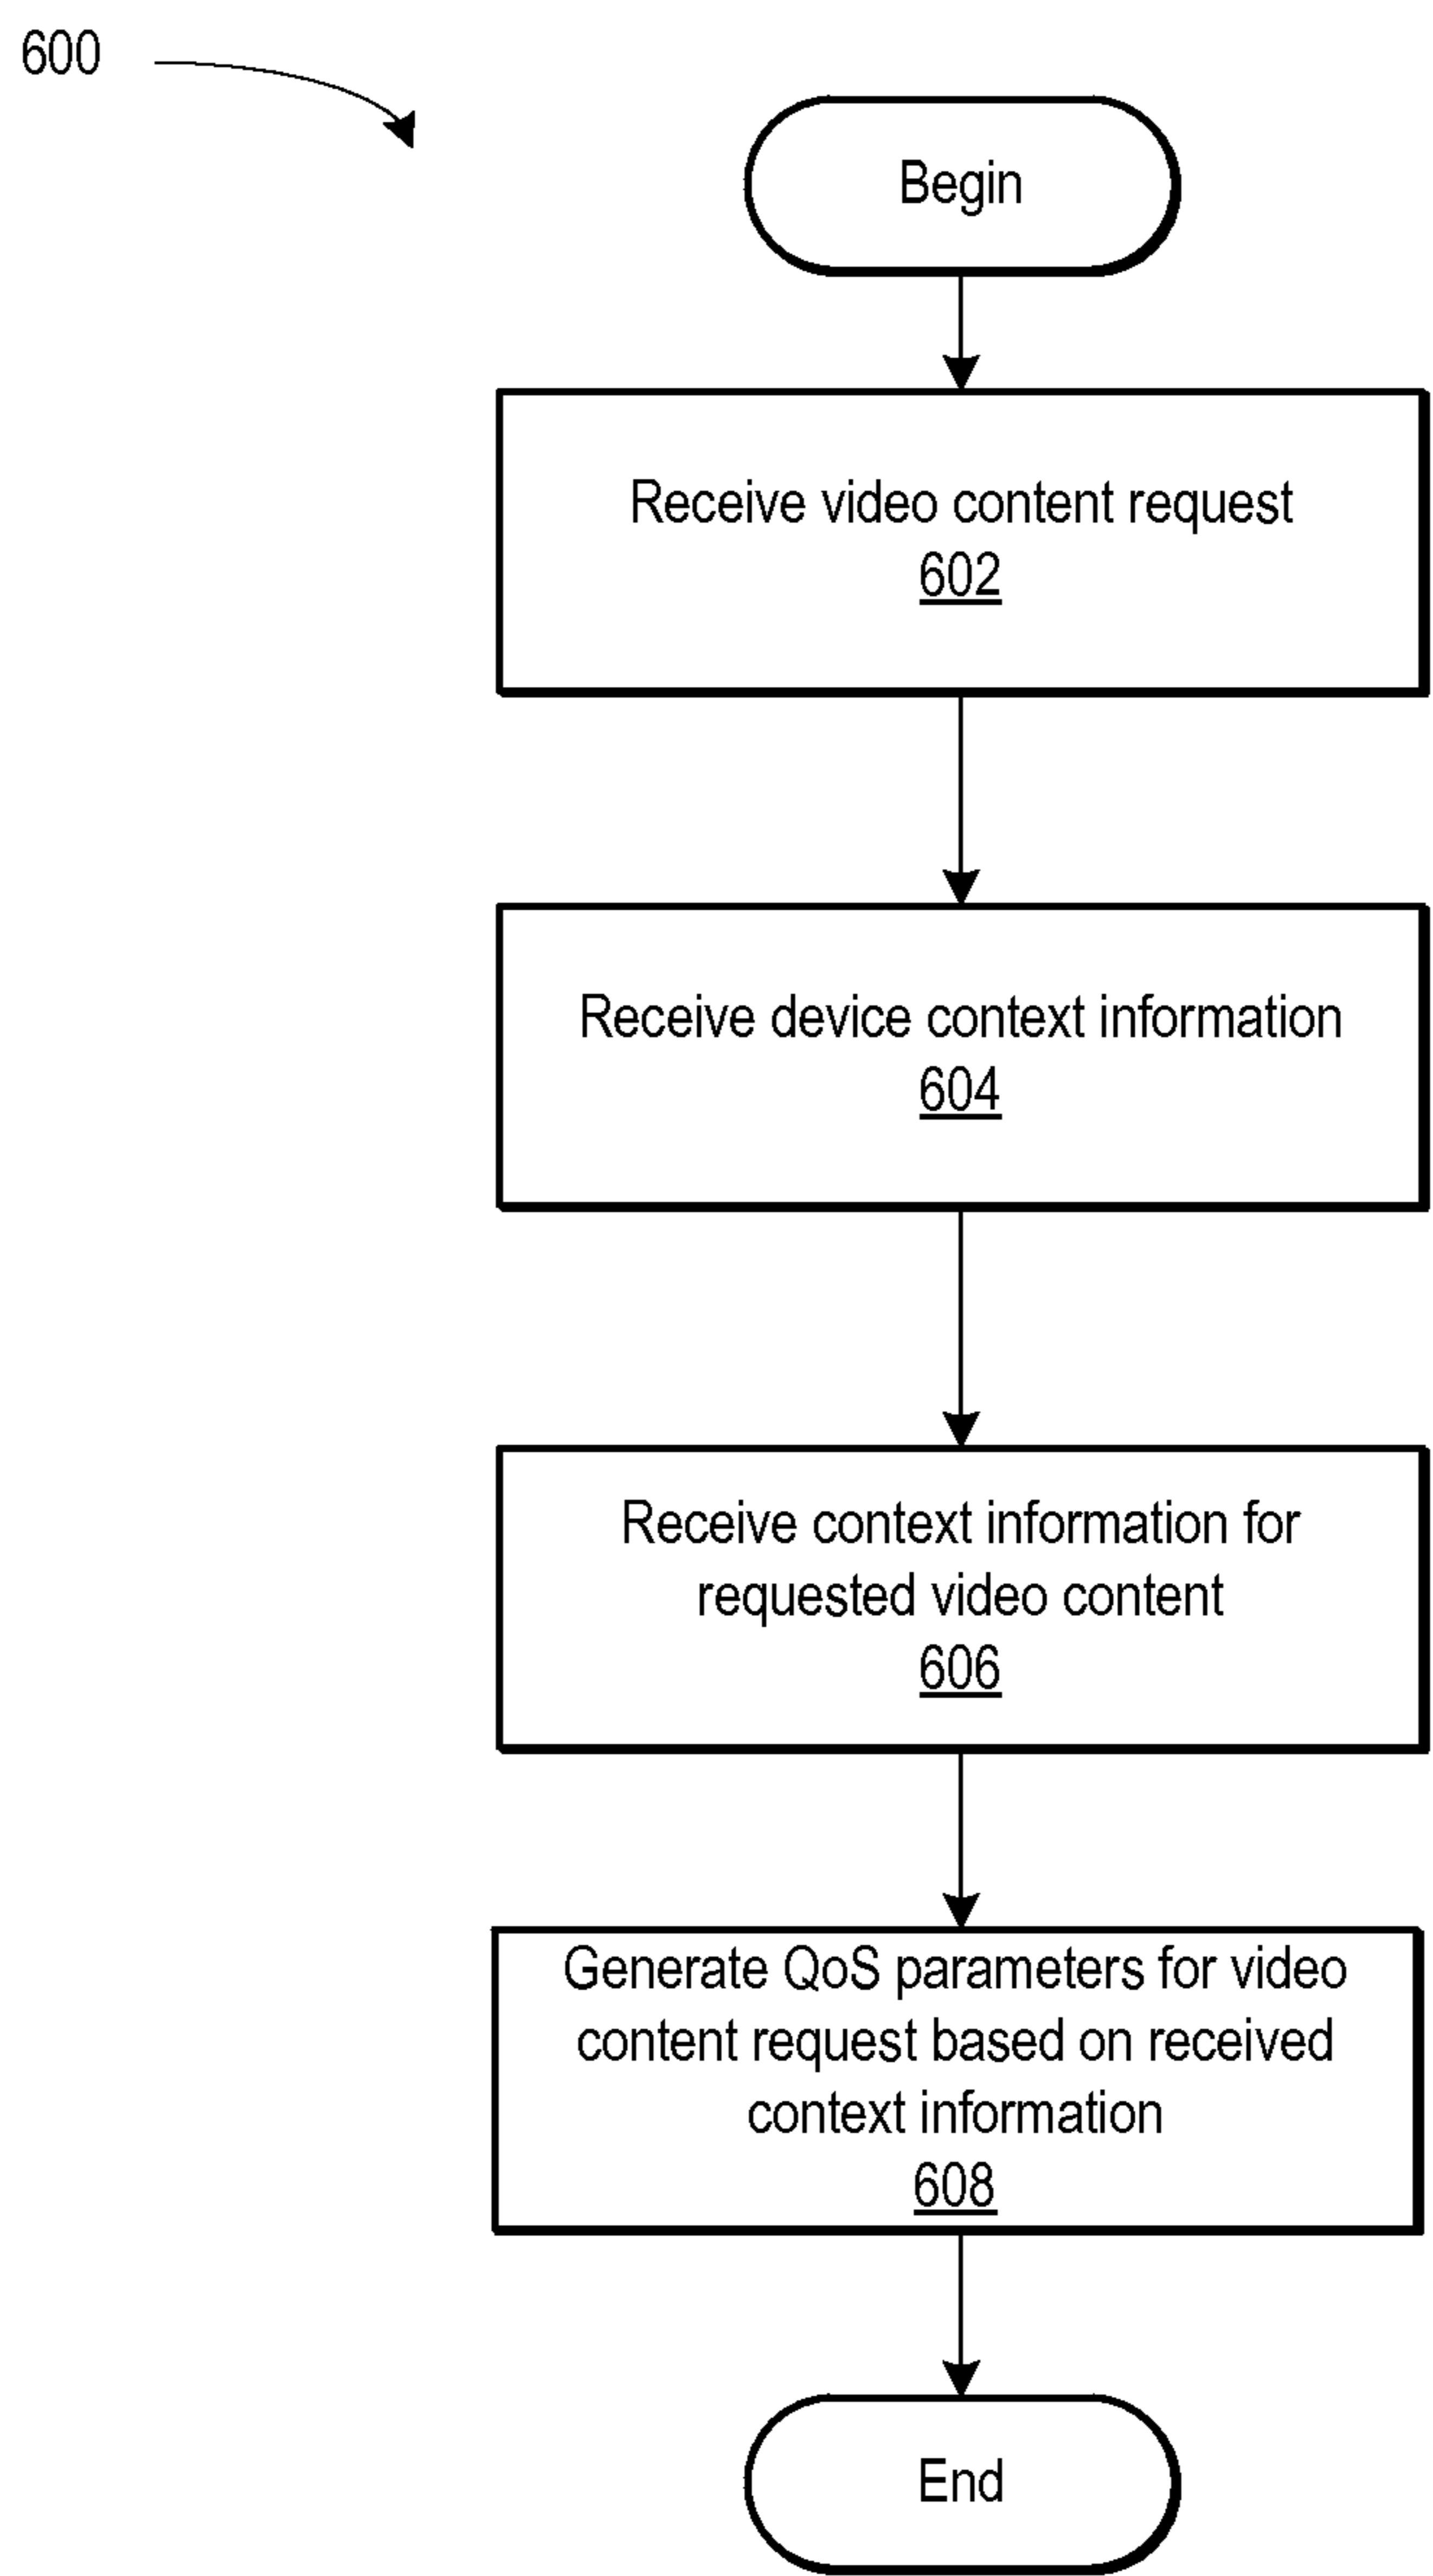 600
Begin
Receive video content request
602
Receive device context information
604
Receive context information for
requested video content
606
Generate QoS parameters for video
content request based on received
context information
608
End